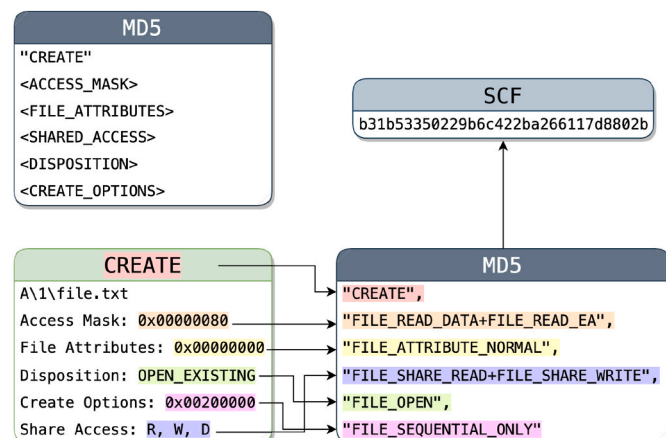 MD5
"CREATE"
<ACCESS_MASK>
<FILE_ATTRIBUTES>
<SHARED_ACCESS>
<DISPOSITION>
<CREATE_OPTIONS>
SCF
b31b53350229b6c422ba266117d8802b
CREATE
A\1\file.txt
Access Mask: 0x00000080
File Attributes: 0x00000000
Disposition: OPEN_EXISTING
Create Options: 0x00200000
Share Access: R, W, D
MD5
"CREATE",
"FILE_READ_DATA+FILE_READ_EA",
"FILE_ATTRIBUTE_NORMAL",
"FILE_SHARE_READ+FILE_SHARE_WRITE",
"FILE_OPEN",
"FILE_SEQUENTIAL_ONLY"